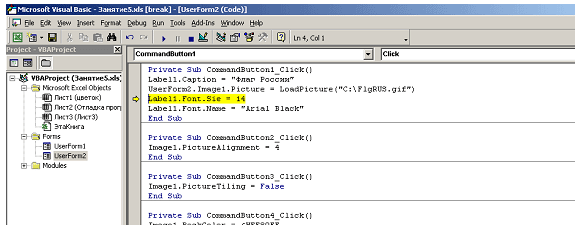 Microsoft Visual Basic - Занятие5.xls [break] - [UserForm2 (Code)]
File Edit View Insert Format Debug Run Tools Add-Ins Window Help
Ln 4, Col 1
Project - VBAProject
CommandButton1
Click
VBAProject (Занятие5.xls)
Microsoft Excel Objects
Лист1 (цветок)
Лист2 (Отладка прог
Лист3 (Лист3)
ЭтаКнига
Forms
UserForm1
UserForm2
Modules
Private Sub CommandButton1_Click()
Label1.Caption = "Флаг России"
UserForm2.Image1.Picture = LoadPicture("C:\FlgRUS.gif")
Label1.Font.Sie = 14
Label1.Font.Name = "Arial Black"
End Sub
Private Sub CommandButton2_Click()
Image1.PictureAlignment = 4
End Sub
Private Sub CommandButton3_Click()
Image1.PictureTiling = False
End Sub
Private Sub CommandButton4_Click()